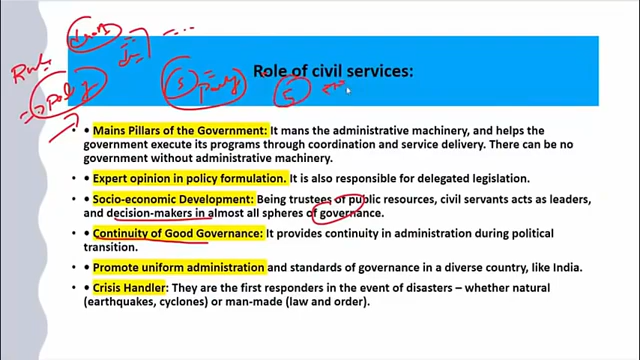 Rules
policy
5 party
5
Role of civil services:
• • Mains Pillars of the Government: It mans the administrative machinery, and helps the
government execute its programs through coordination and service delivery. There can be no
government without administrative machinery.
• • Expert opinion in policy formulation. It is also responsible for delegated legislation.
• • Socio-economic Development: Being trustees of public resources, civil servants acts as leaders,
and decision-makers in almost all spheres of governance.
• • Continuity of Good Governance: It provides continuity in administration during political
transition.
• • Promote uniform administration and standards of governance in a diverse country, like India.
• • Crisis Handler: They are the first responders in the event of disasters – whether natural
(earthquakes, cyclones) or man-made (law and order).